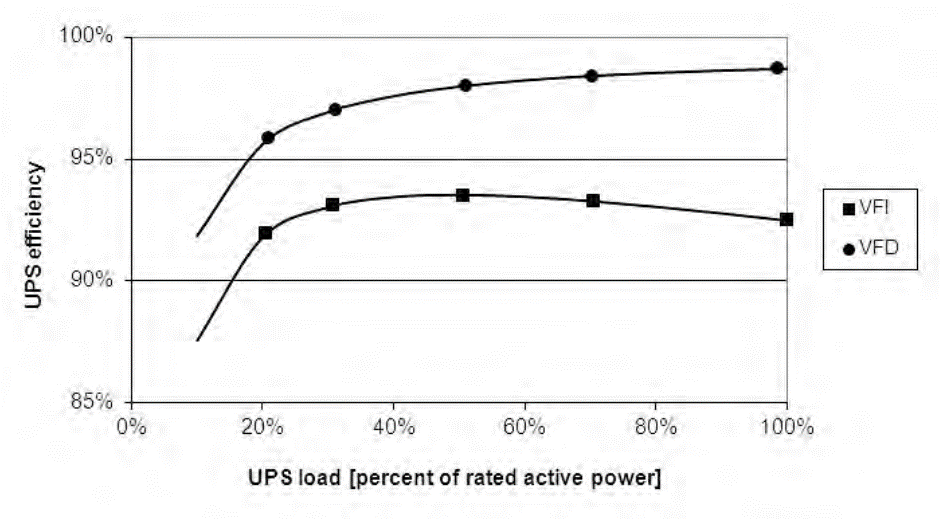 100%
95%
90%
85%
UPS efficiency
0%
20%
40%
60%
80%
100%
UPS load [percent of rated active power]
VFI
VFD